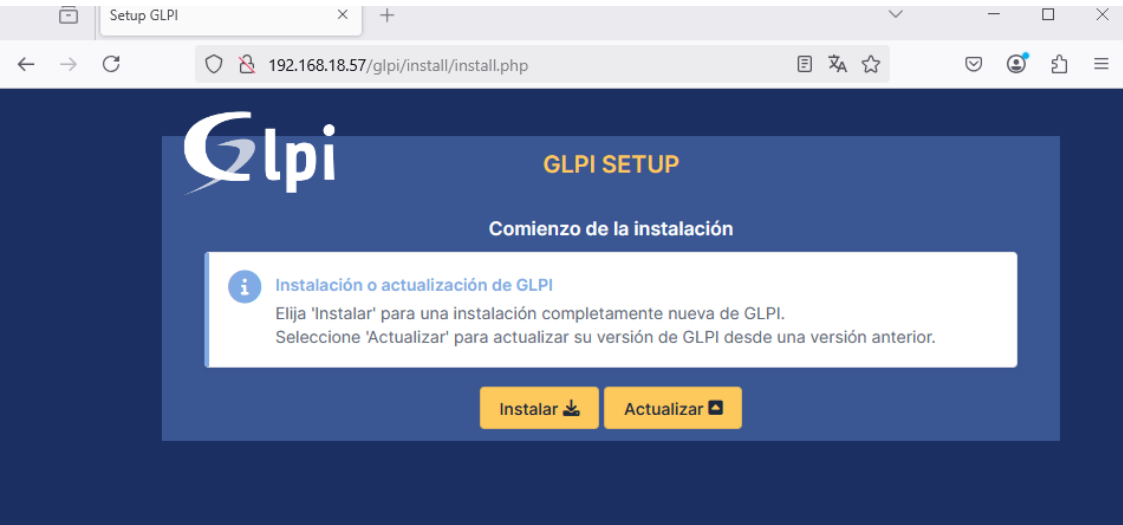 Setup GLPI
192.168.18.57/glpi/install/install.php
Glpi
GLPI SETUP
Comienzo de la instalación
Instalación o actualización de GLPI
Elija 'Instalar' para una instalación completamente nueva de GLPI.
Seleccione 'Actualizar' para actualizar su versión de GLPI desde una versión anterior.
Instalar
Actualizar